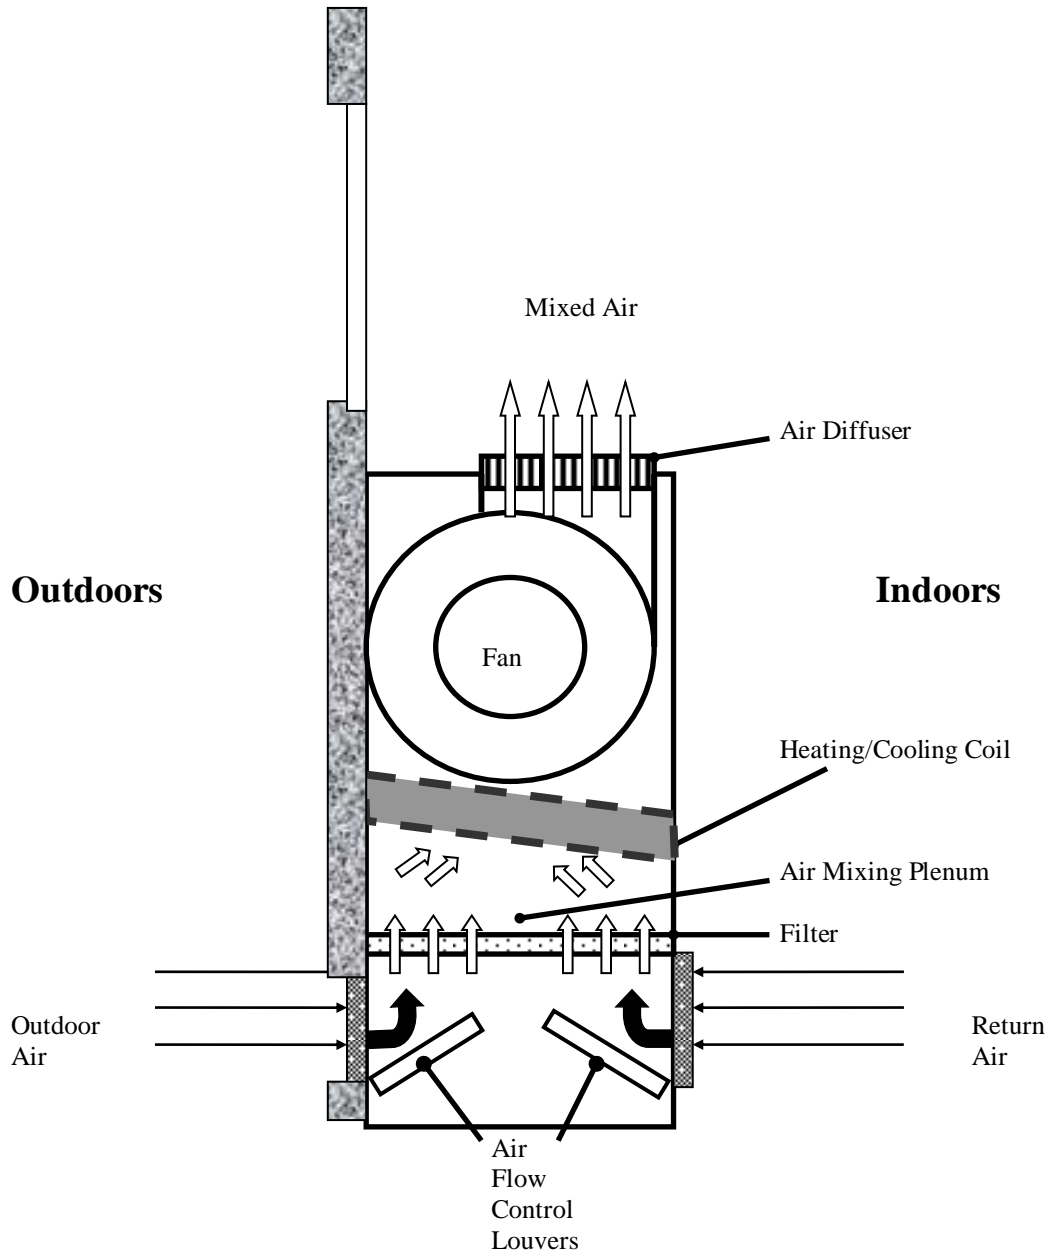 Mixed Air
Air Diffuser
Outdoors
Indoors
Fan
Heating/Cooling Coil
Air Mixing Plenum
Filter
Outdoor
Air
Return
Air
Air
Flow
Control
Louvers